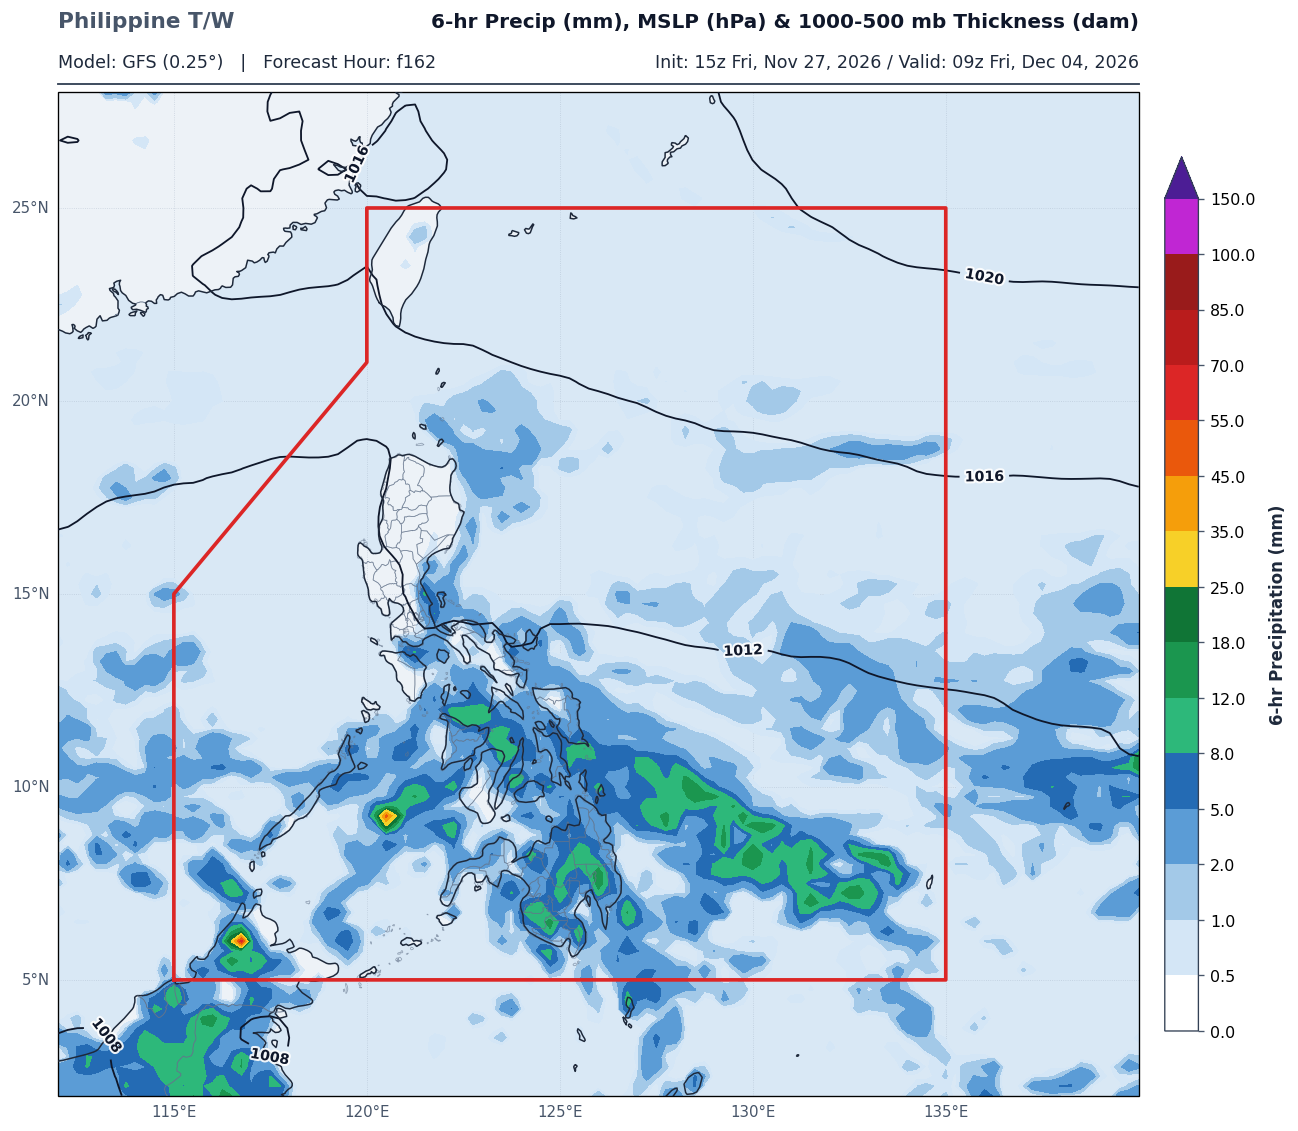 Philippine T/W
6-hr Precip (mm), MSLP (hPa) & 1000-500 mb Thickness (dam)
Model: GFS (0.25°) | Forecast Hour: f162
Init: 15z Fri, Nov 27, 2026 / Valid: 09z Fri, Dec 04, 2026
1016
1020
1016
1012
1008
1008
25°N
20°N
15°N
10°N
5°N
115°E
120°E
125°E
130°E
135°E
150.0
100.0
85.0
70.0
55.0
45.0
35.0
25.0
18.0
12.0
8.0
5.0
2.0
1.0
0.5
0.0
6-hr Precipitation (mm)